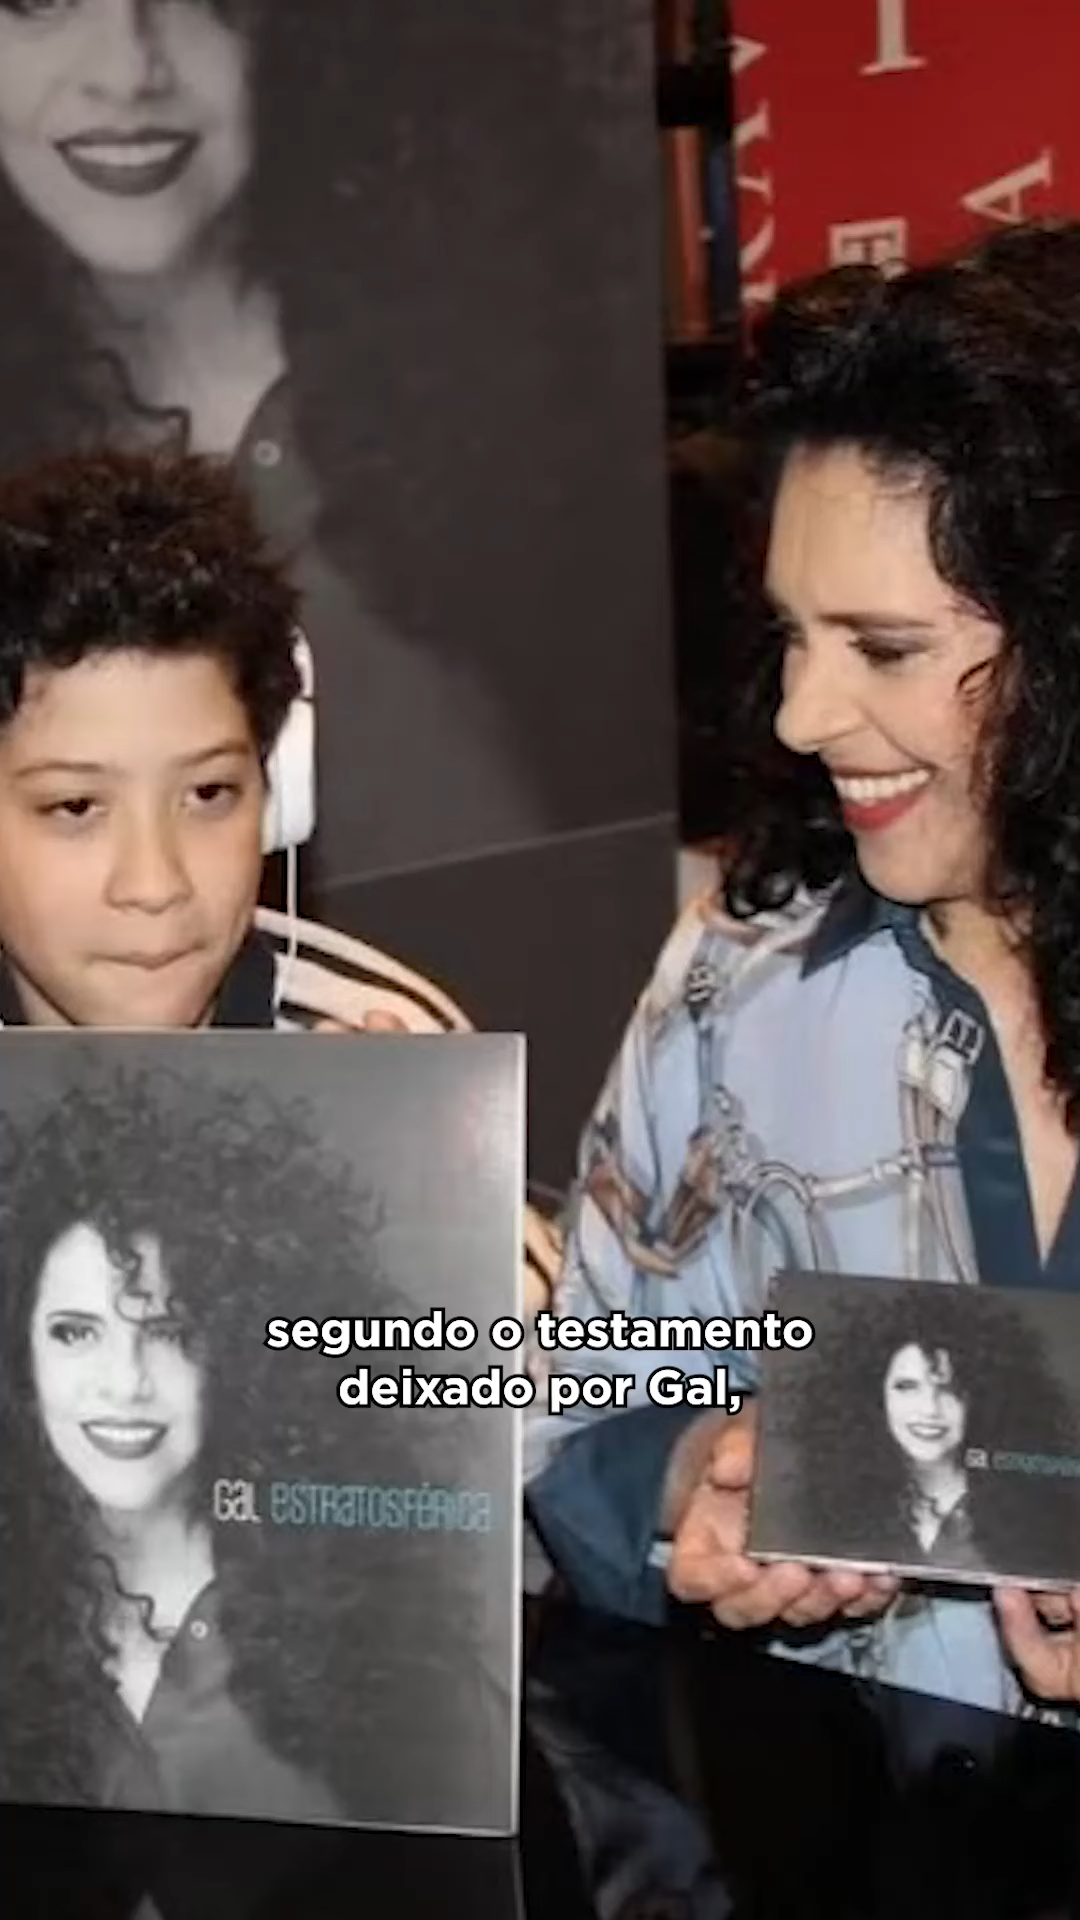 I
E A
segundo o testamento
deixado por Gal,
Gal estratosférica
Gal estratosférica